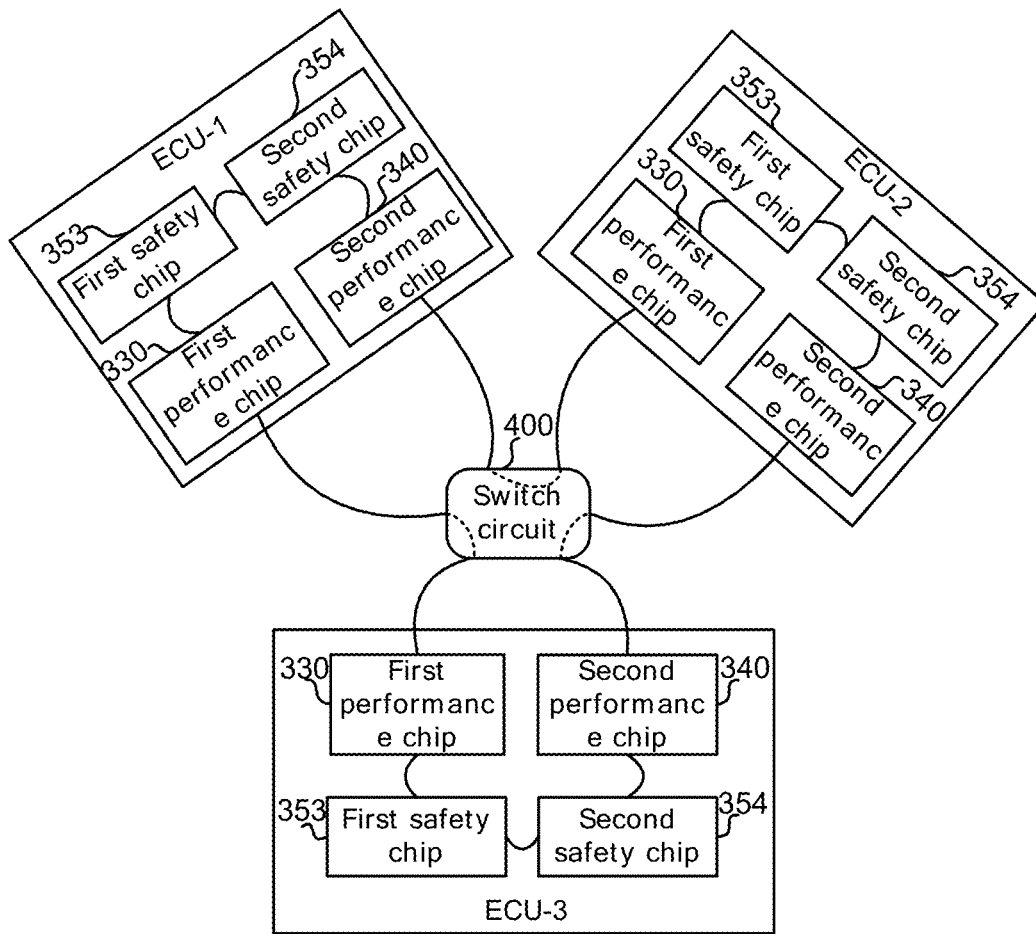 ECU-1
354
Second
safety chip
340
353
First safety
chip
Second
performanc
e chip
330
First
performanc
e chip
ECU-2
353
First
safety chip
330
First
performanc
e chip
354
Second
safety chip
Second
performanc
e chip
340
400
Switch
circuit
330
First
performanc
e chip
Second
performanc
e chip
340
353
First safety
chip
Second
safety chip
354
ECU-3